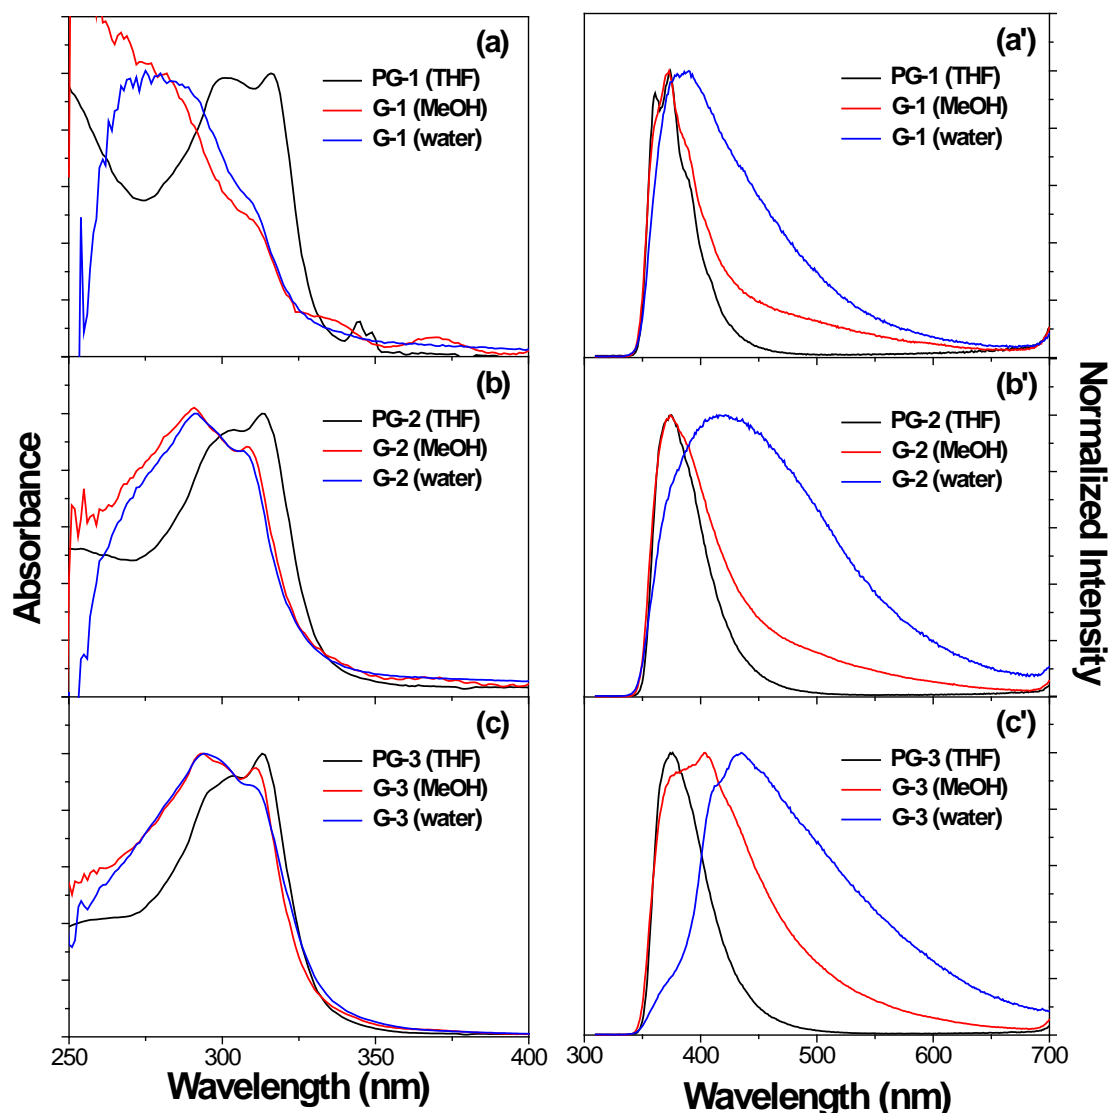 (a)
PG-1 (THF)
G-1 (MeOH)
G-1 (water)
(a')
PG-1 (THF)
G-1 (MeOH)
G-1 (water)
(b)
PG-2 (THF)
G-2 (MeOH)
G-2 (water)
(b')
PG-2 (THF)
G-2 (MeOH)
G-2 (water)
(c)
PG-3 (THF)
G-3 (MeOH)
G-3 (water)
(c')
PG-3 (THF)
G-3 (MeOH)
G-3 (water)
Absorbance
Normalized Intensity
250 300 350 400
Wavelength (nm)
300 400 500 600 700
Wavelength (nm)